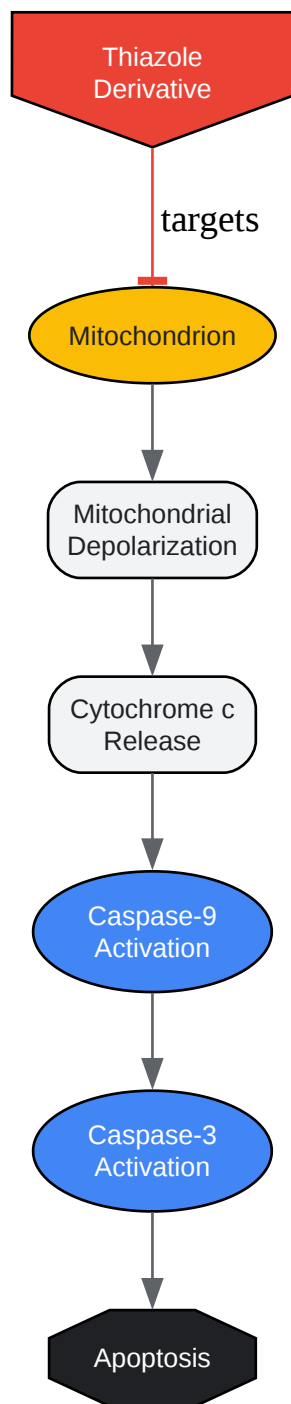 Thiazole
Derivative
targets
Mitochondrion
Mitochondrial
Depolarization
Cytochrome c
Release
Caspase-9
Activation
Caspase-3
Activation
Apoptosis